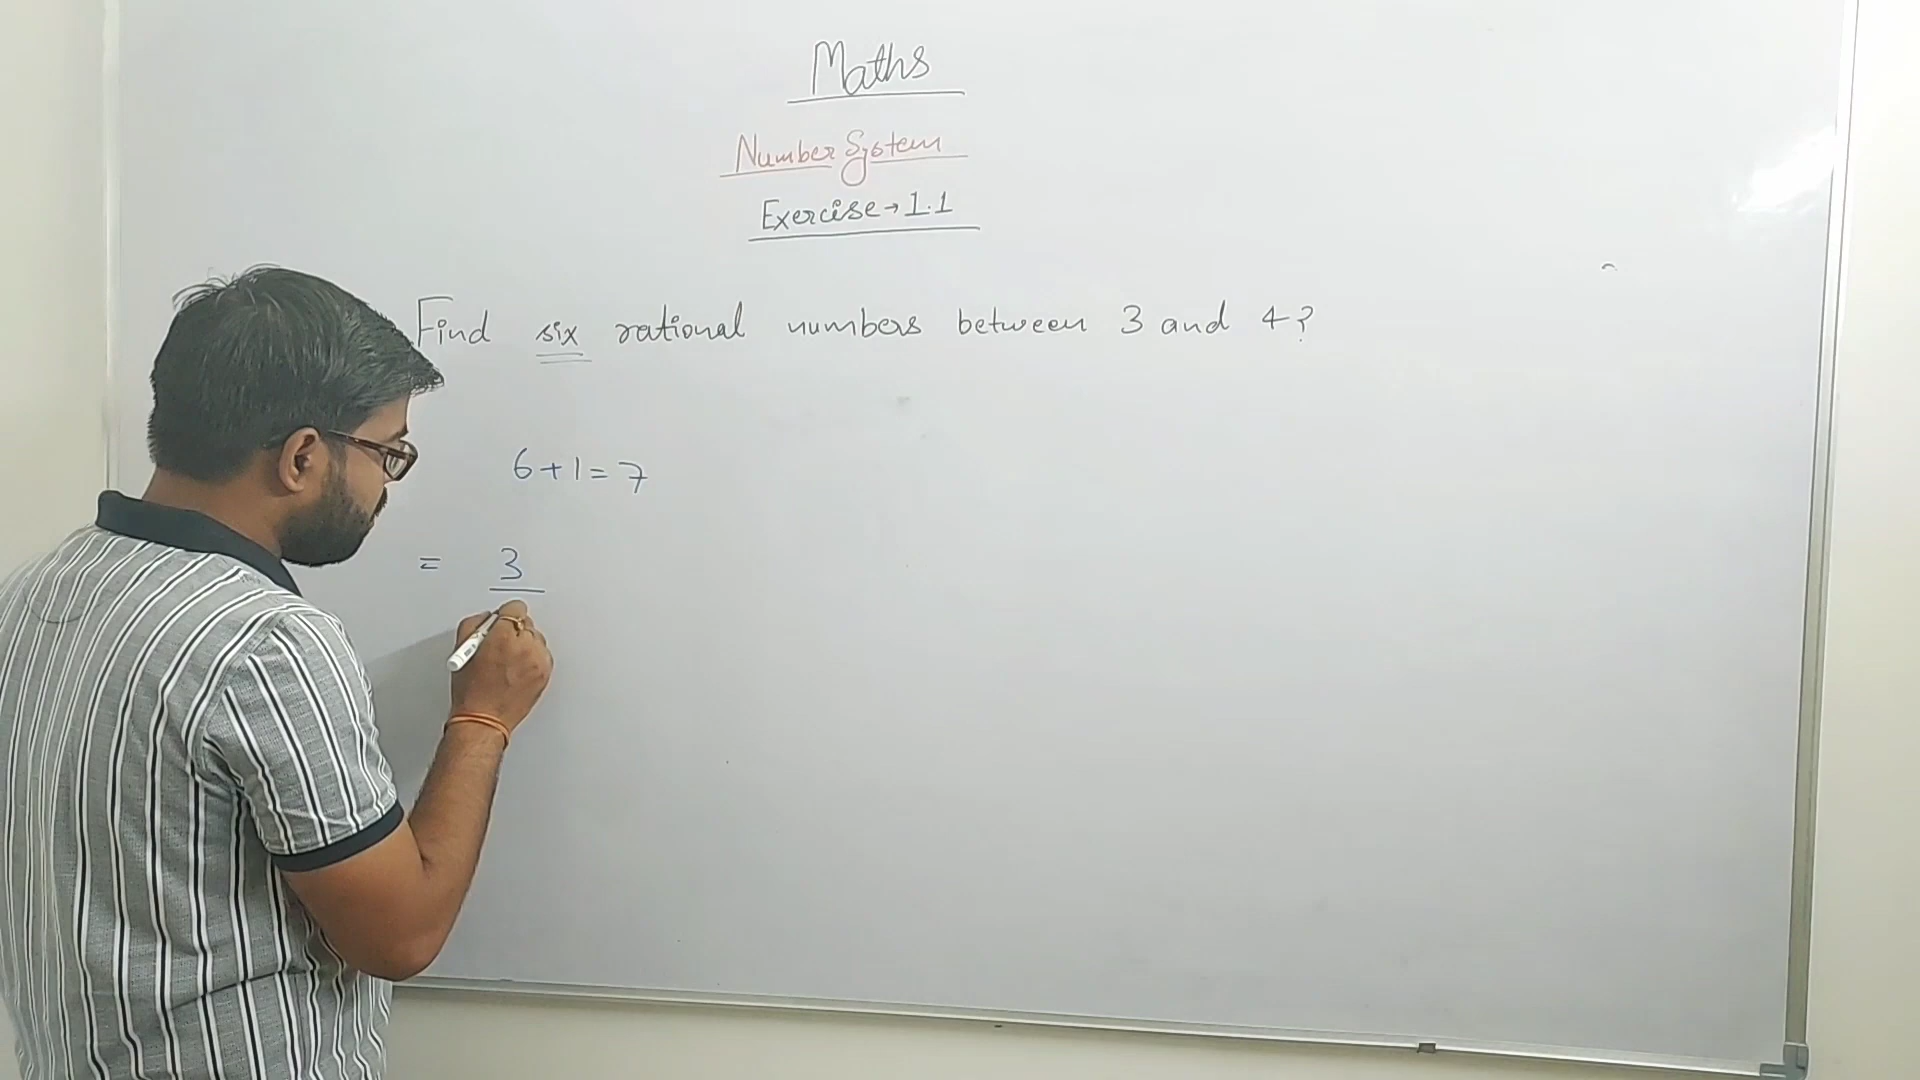 Maths
Number System
Exercise → 1.1
Find six rational numbers between 3 and 4?
6+1=7
= 3